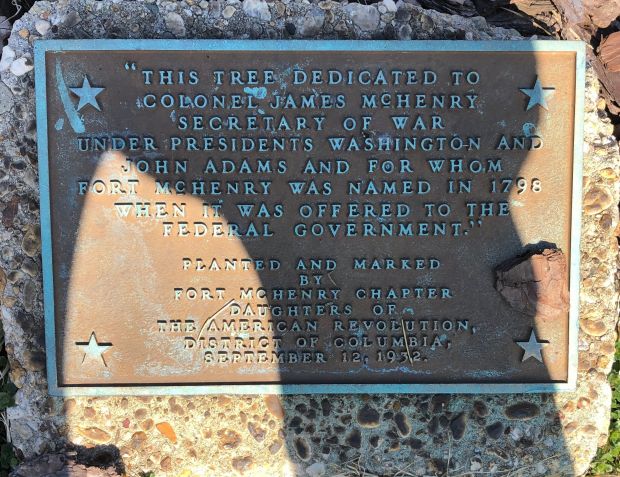 "THIS TREE DEDICATED TO
COLONEL JAMES McHENRY
SECRETARY OF WAR
UNDER PRESIDENTS WASHINGTON AND
JOHN ADAMS AND FOR WHOM
FORT McHENRY WAS NAMED IN 1798
WHEN IT WAS OFFERED TO THE
FEDERAL GOVERNMENT."
PLANTED AND MARKED
BY
FORT McHENRY CHAPTER
DAUGHTERS OF
THE AMERICAN REVOLUTION,
DISTRICT OF COLUMBIA,
SEPTEMBER 12, 1932.